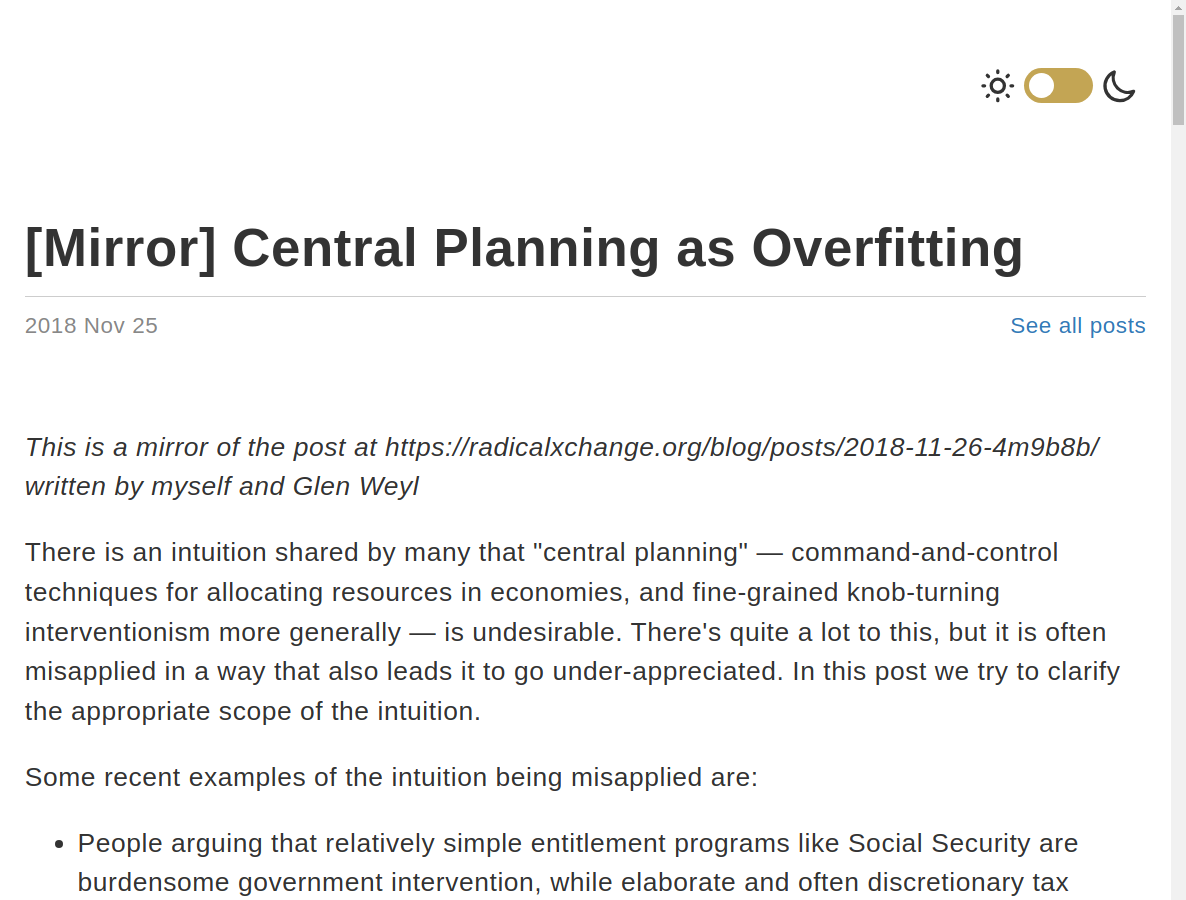 [Mirror] Central Planning as Overfitting
2018 Nov 25
See all posts
This is a mirror of the post at https://radicalxchange.org/blog/posts/2018-11-26-4m9b8b/
written by myself and Glen Weyl
There is an intuition shared by many that "central planning" — command-and-control
techniques for allocating resources in economies, and fine-grained knob-turning
interventionism more generally — is undesirable. There's quite a lot to this, but it is often
misapplied in a way that also leads it to go under-appreciated. In this post we try to clarify
the appropriate scope of the intuition.
Some recent examples of the intuition being misapplied are:
• People arguing that relatively simple entitlement programs like Social Security are
burdensome government intervention, while elaborate and often discretionary tax